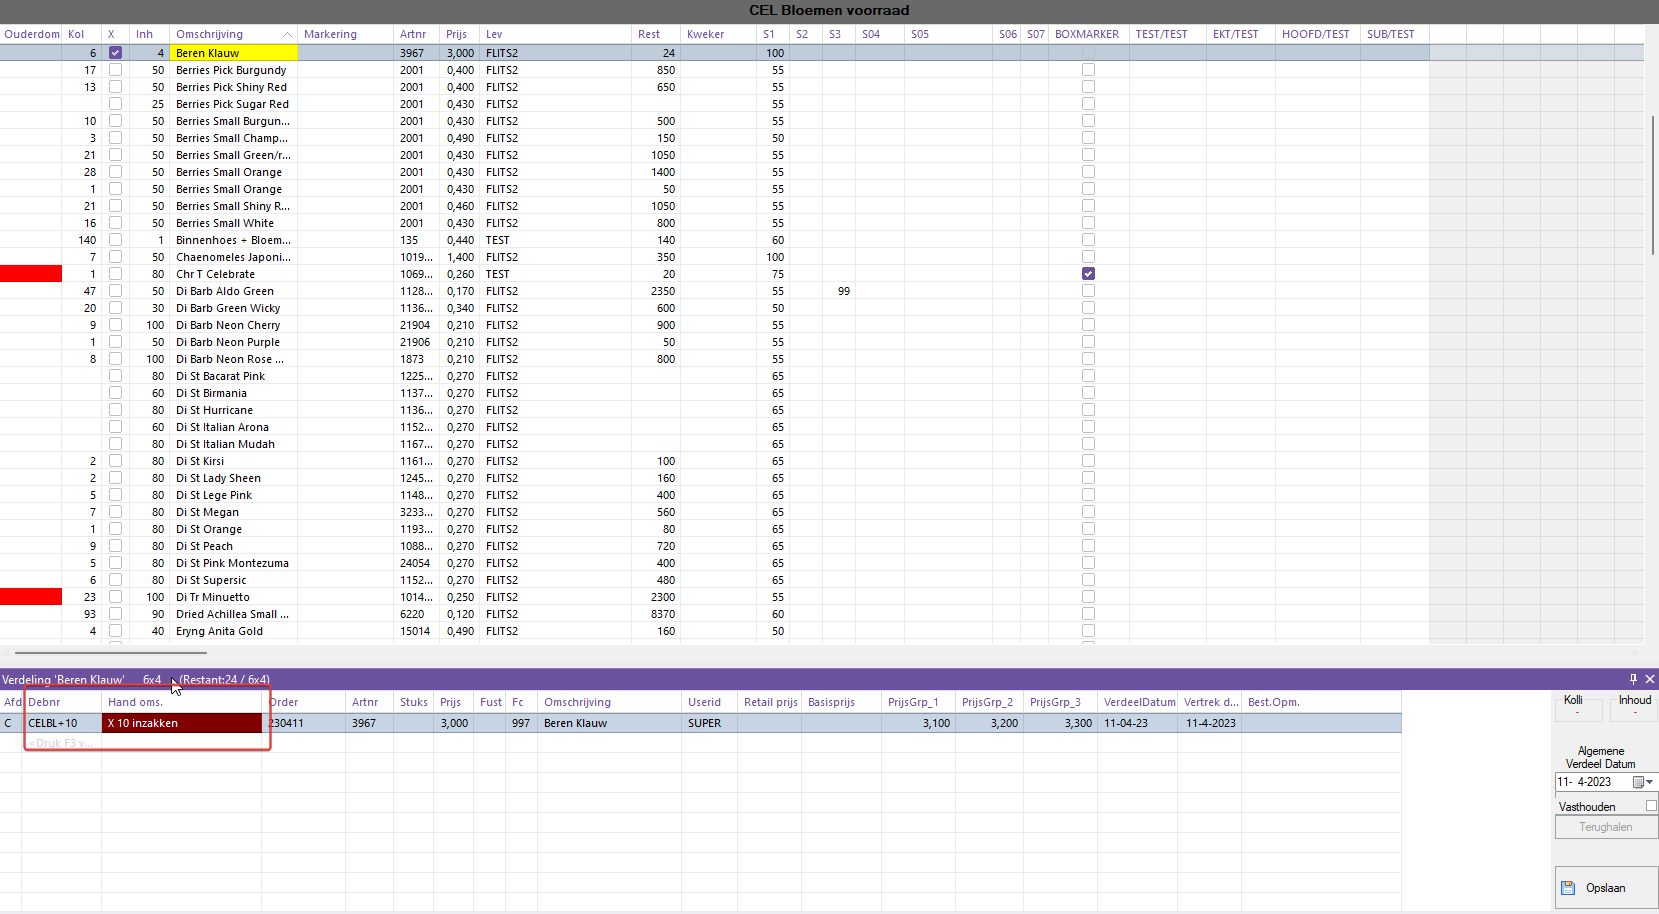 CEL Bloemen voorraad
Ouderdom Kol X Inh Omschrijving Markering Artnr Prijs Lev Rest Kweker S1 S2 S3 S04 S05 S06 S07 BOXMARKER TEST/TEST EKT/TEST HOOFD/TEST SUB/TEST
6 4 Beren Klauw 3967 3,000 FLITS2 24 100
17 50 Berries Pick Burgundy 2001 0,400 FLITS2 850 55
13 50 Berries Pick Shiny Red 2001 0,400 FLITS2 650 55
25 Berries Pick Sugar Red 2001 0,430 FLITS2 55
10 50 Berries Small Burgun... 2001 0,430 FLITS2 500 55
3 50 Berries Small Champ... 2001 0,490 FLITS2 150 50
21 50 Berries Small Green/r... 2001 0,430 FLITS2 1050 55
28 50 Berries Small Orange 2001 0,430 FLITS2 1400 55
1 50 Berries Small Orange 2001 0,430 FLITS2 50 55
21 50 Berries Small Shiny R... 2001 0,460 FLITS2 1050 55
16 50 Berries Small White 2001 0,430 FLITS2 800 55
140 1 Binnenhoes + Bloem... 135 0,440 TEST 140 60
7 50 Chaenomeles Japoni... 1019... 1,400 FLITS2 350 100
1 80 Chr T Celebrate 1069... 0,260 TEST 20 75
47 50 Di Barb Aldo Green 1128... 0,170 FLITS2 2350 55 99
20 30 Di Barb Green Wicky 1136... 0,340 FLITS2 600 50
9 100 Di Barb Neon Cherry 21904 0,210 FLITS2 900 55
1 50 Di Barb Neon Purple 21906 0,210 FLITS2 50 55
8 100 Di Barb Neon Rose ... 1873 0,210 FLITS2 800 55
80 Di St Bacarat Pink 1225... 0,270 FLITS2 65
60 Di St Birmania 1137... 0,270 FLITS2 65
80 Di St Hurricane 1136... 0,270 FLITS2 65
60 Di St Italian Arona 1152... 0,270 FLITS2 65
80 Di St Italian Mudah 1167... 0,270 FLITS2 65
2 80 Di St Kirsi 1161... 0,270 FLITS2 100 65
2 80 Di St Lady Sheen 1245... 0,270 FLITS2 160 65
5 80 Di St Lege Pink 1148... 0,270 FLITS2 400 65
7 80 Di St Megan 3233... 0,270 FLITS2 560 65
1 80 Di St Orange 1193... 0,270 FLITS2 80 65
9 80 Di St Peach 1088... 0,270 FLITS2 720 65
5 80 Di St Pink Montezuma 24054 0,270 FLITS2 400 65
6 80 Di St Supersic 1152... 0,270 FLITS2 480 65
23 100 Di Tr Minuetto 1014... 0,250 FLITS2 2300 55
93 90 Dried Achillea Small ... 6220 0,120 FLITS2 8370 60
4 40 Eryng Anita Gold 15014 0,490 FLITS2 160 50
Verdeling 'Beren Klauw' 6x4 (Restant:24 / 6x4)
Afd Debnr Hand oms. Order Artnr Stuks Prijs Fust Fc Omschrijving Userid Retail prijs Basisprijs PrijsGrp_1 PrijsGrp_2 PrijsGrp_3 VerdeelDatum Vertrek d... Best.Opm.
C CELBL+10 X 10 inzakken 230411 3967 3,000 997 Beren Klauw SUPER 3,100 3,200 3,300 11-04-23 11-4-2023
<Druk F3 v...
Kolli Inhoud
- -
Algemene
Verdeel Datum
11- 4-2023
Vasthouden
Terughalen
Opslaan